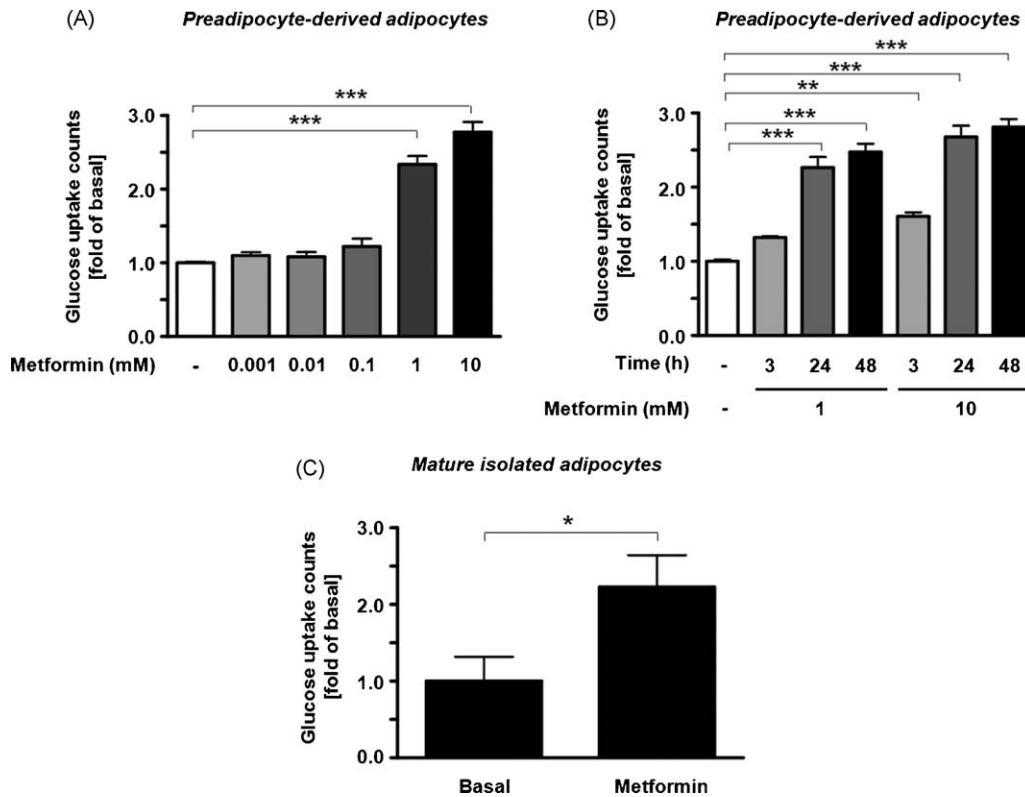 (A)
Preadipocyte-derived adipocytes
***
***
Glucose uptake counts
[fold of basal]
3.0
2.0
1.0
0.0
Metformin (mM)
- 0.001 0.01 0.1 1 10
(B)
Preadipocyte-derived adipocytes
***
***
**
***
***
Glucose uptake counts
[fold of basal]
3.0
2.0
1.0
0.0
Time (h) - 3 24 48 3 24 48
Metformin (mM) - 1 10
(C)
Mature isolated adipocytes
*
Glucose uptake counts
[fold of basal]
3.0
2.0
1.0
0.0
Basal Metformin